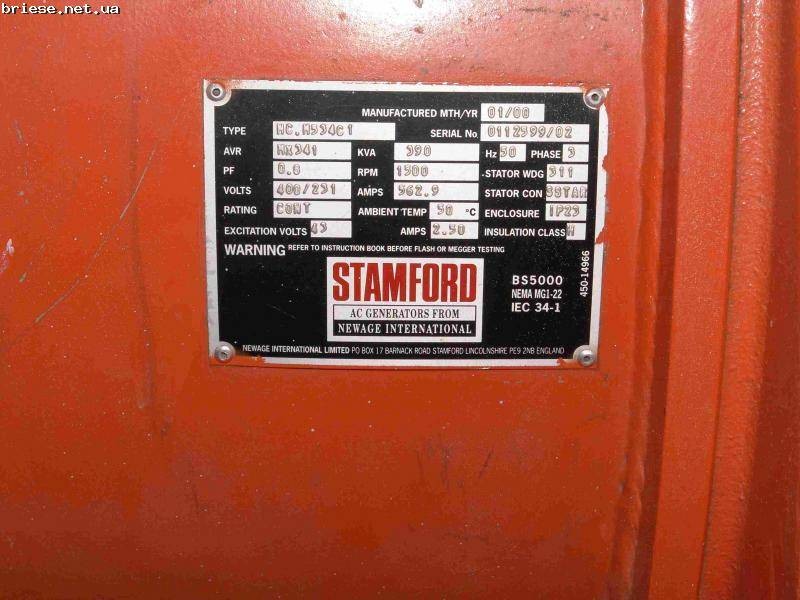 briese.net.ua
MANUFACTURED MTH/YR 01/00
TYPE HC.M534C1 SERIAL No 0112599/02
AVR MX341 KVA 390 Hz 50 PHASE 3
PF 0.8 RPM 1500 STATOR WDG 311
VOLTS 400/231 AMPS 562.9 STATOR CON SSTAR
RATING CONT AMBIENT TEMP 50 °C ENCLOSURE IP23
EXCITATION VOLTS 43 AMPS 2.50 INSULATION CLASS H
WARNING REFER TO INSTRUCTION BOOK BEFORE FLASH OR MEGGER TESTING
STAMFORD
AC GENERATORS FROM
NEWAGE INTERNATIONAL
BS5000
NEMA MG1-22
IEC 34-1
450-14966
NEWAGE INTERNATIONAL LIMITED PO BOX 17 BARNACK ROAD STAMFORD LINCOLNSHIRE PE9 2NB ENGLAND